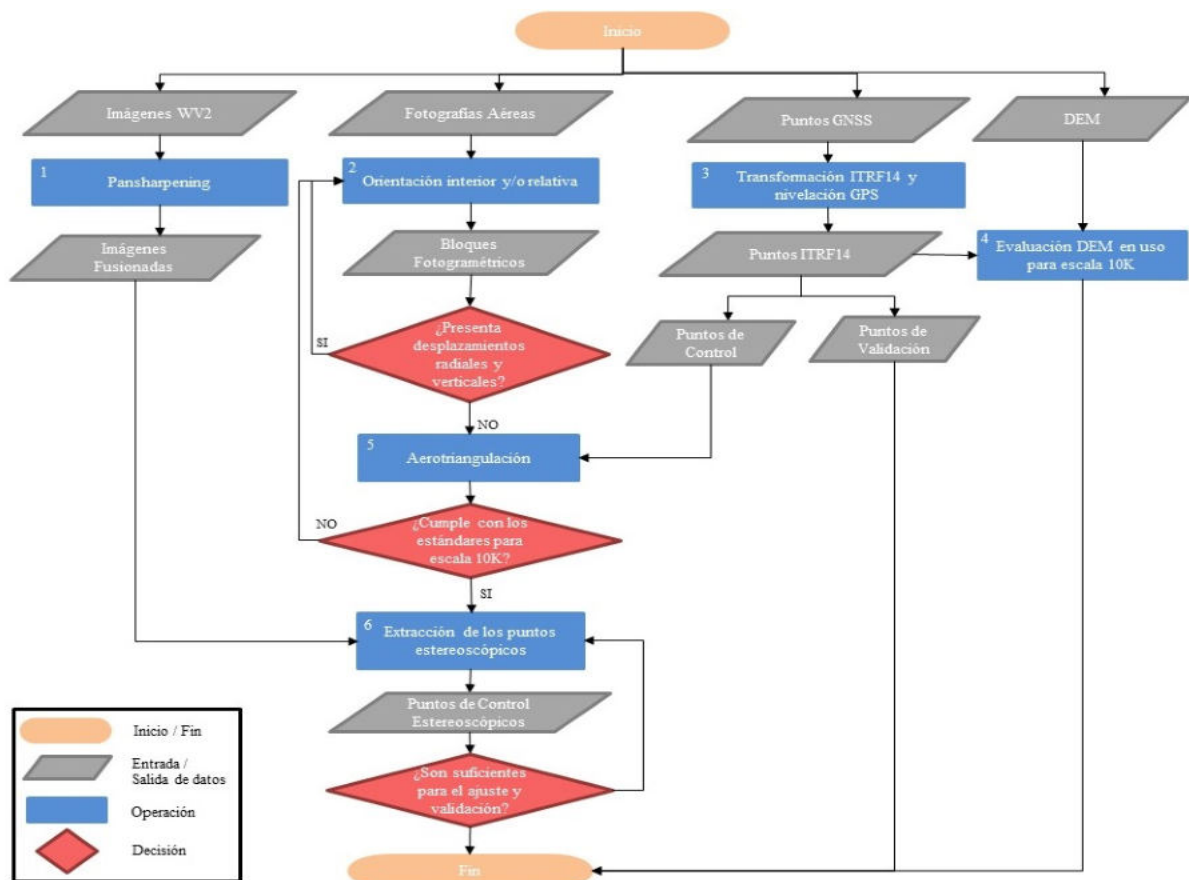 Inicio
Imágenes WV2
Fotografías Aéreas
Puntos GNSS
DEM
1
Pansharpening
2
Orientación interior y/o relativa
3
Transformación ITRF14 y
nivelación GPS
Imágenes
Fusionadas
Bloques
Fotogramétricos
Puntos ITRF14
4
Evaluación DEM en uso
para escala 10K
¿Presenta
desplazamientos
radiales y
verticales?
SI
NO
Puntos de
Control
Puntos de
Validación
5
Aerotriangulación
¿Cumple con los
estándares para
escala 10K?
NO
SI
6
Extracción de los puntos
estereoscópicos
Puntos de Control
Estereoscópicos
¿Son suficientes
para el ajuste y
validación?
Fin
Inicio / Fin
Entrada /
Salida de datos
Operación
Decisión